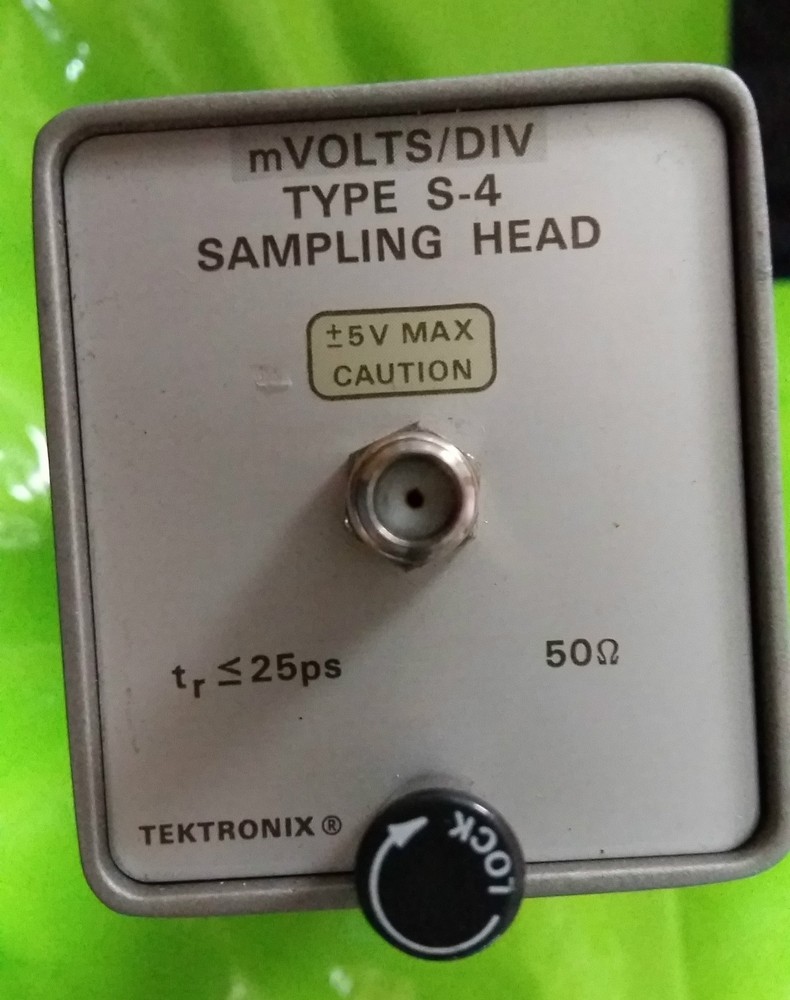 mVOLTS/DIV
TYPE S-4
SAMPLING HEAD
±5V MAX
CAUTION
tr ≤25ps
50Ω
TEKTRONIX®
LOCK